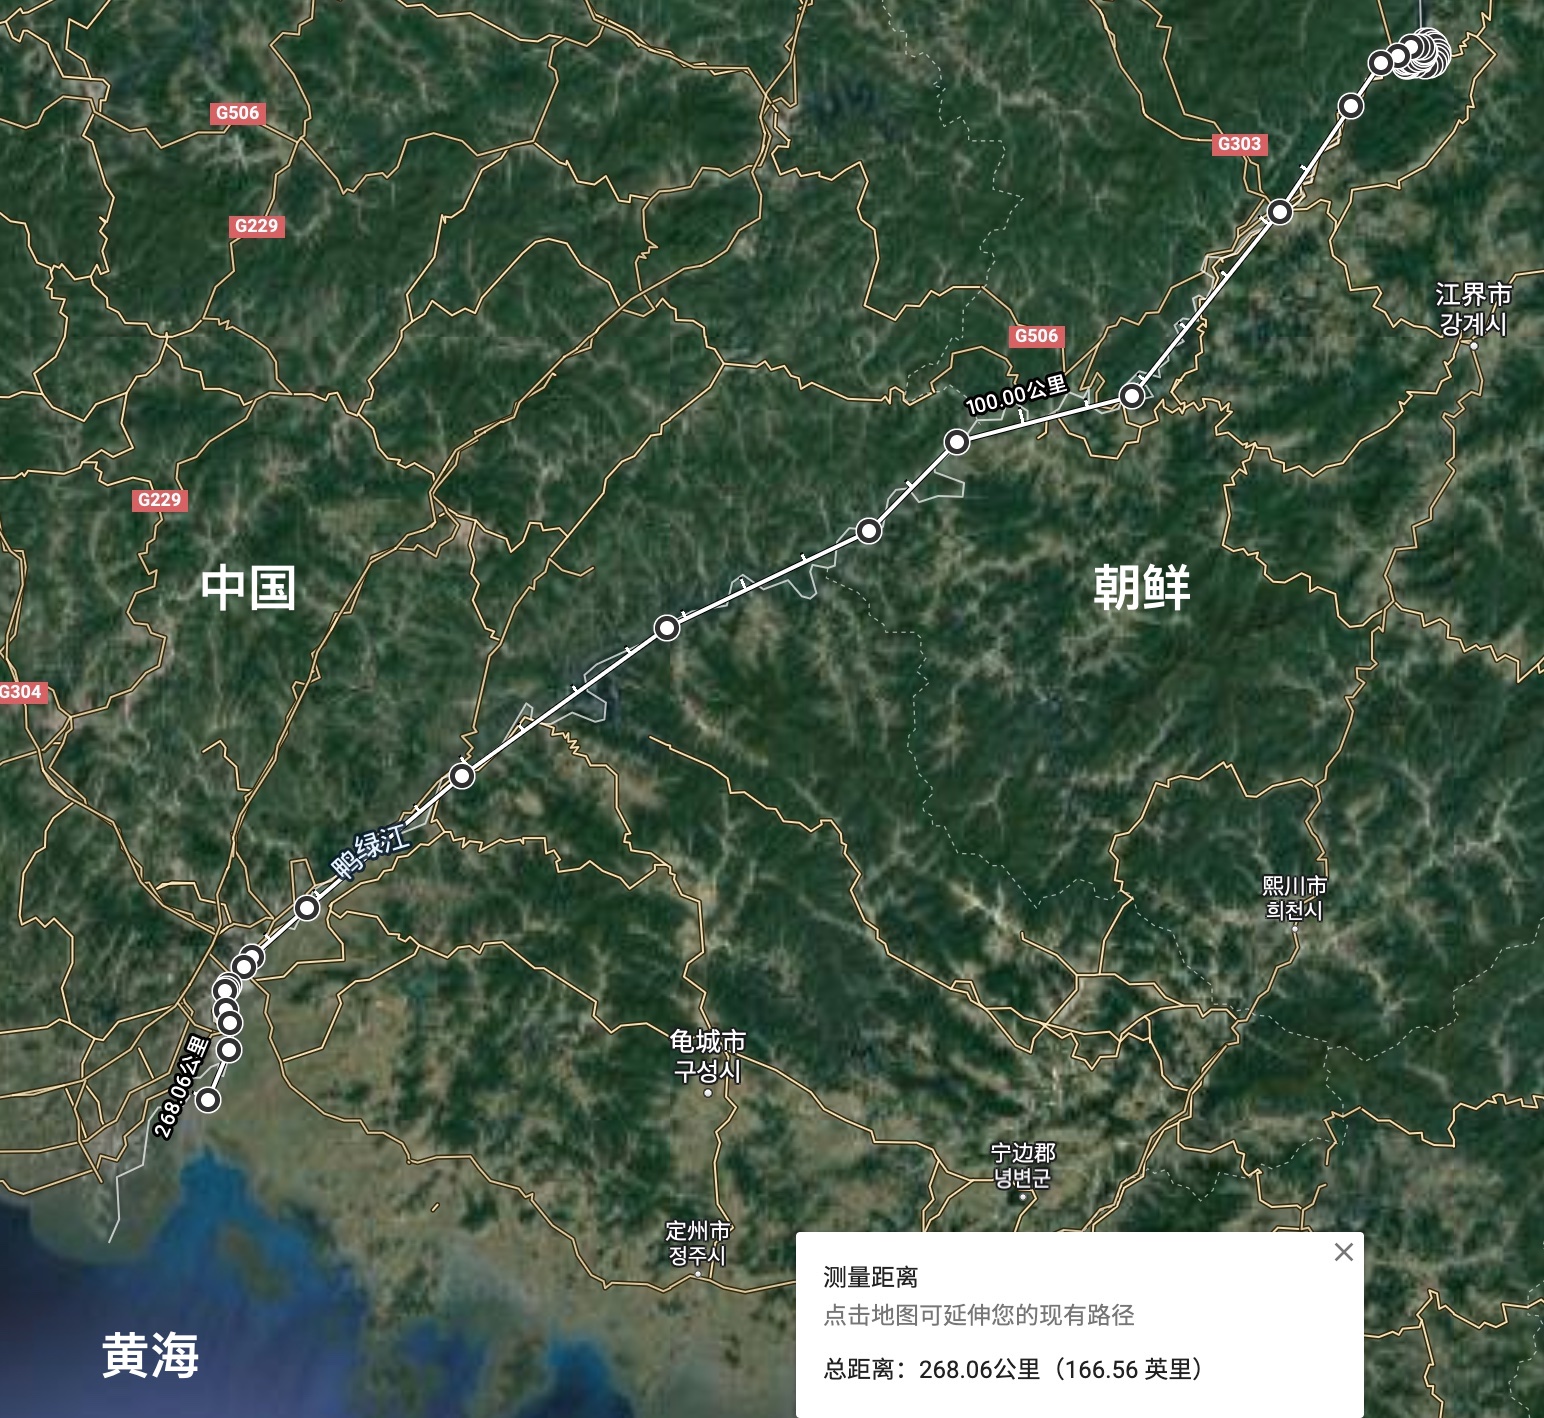 G506
G303
G229
江界市
강계시
G506
100.00公里
G229
中国
朝鲜
G304
鸭绿江
熙川市
희천시
龟城市
구성시
268.06公里
宁边郡
녕변군
定州市
정주시
黄海
测量距离
点击地图可延伸您的现有路径
总距离：268.06公里（166.56 英里）